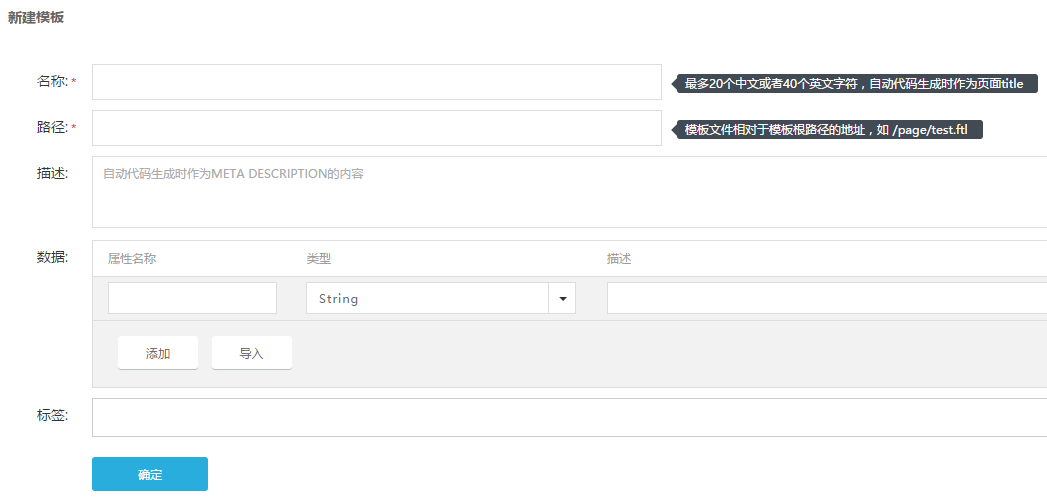 新建模板
名称:*
最多20个中文或者40个英文字符，自动代码生成时作为页面title
路径:*
模板文件相对于模板根路径的地址，如 /page/test.ftl
描述:
自动代码生成时作为META DESCRIPTION的内容
数据:
属性名称 类型 描述
String
添加 导入
标签:
确定